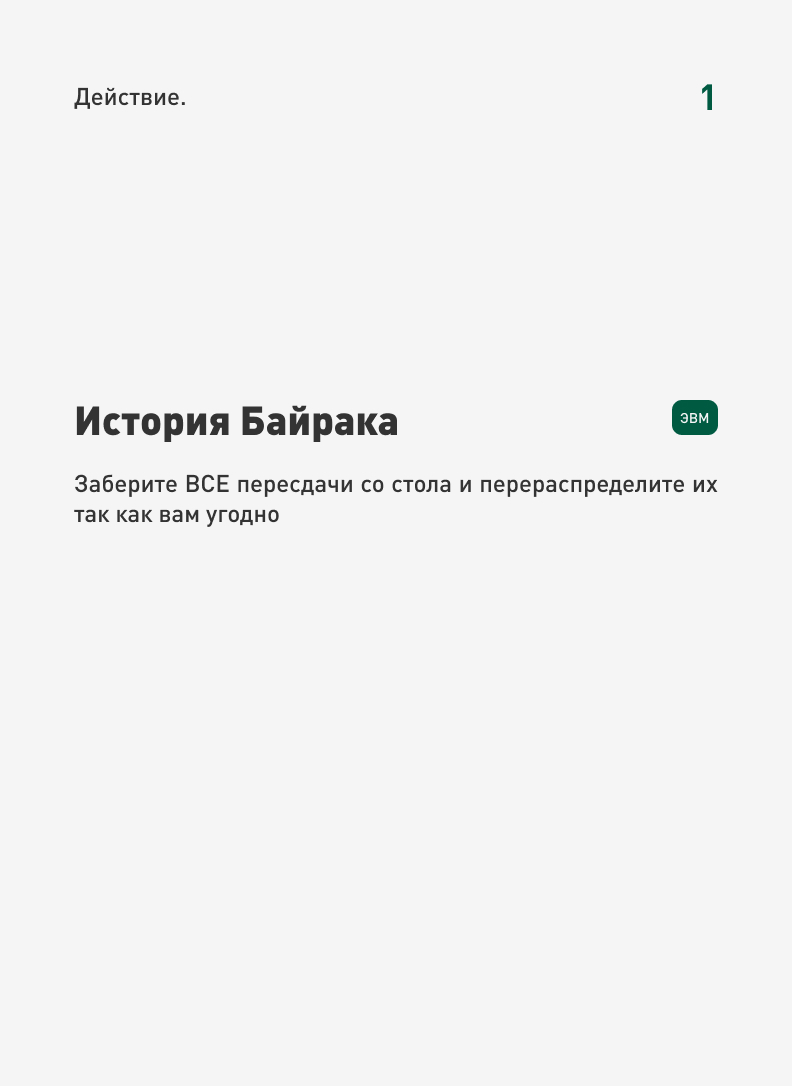 Действие.
1
История Байрака
ЭВМ
Заберите ВСЕ пересдачи со стола и перераспределите их
так как вам угодно